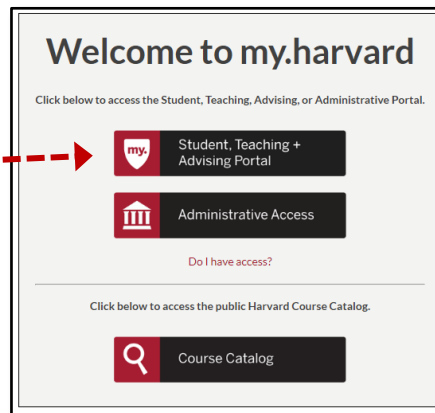 Welcome to my.harvard
Click below to access the Student, Teaching, Advising, or Administrative Portal.
my.
Student, Teaching +
Advising Portal
Administrative Access
Do I have access?
Click below to access the public Harvard Course Catalog.
Course Catalog